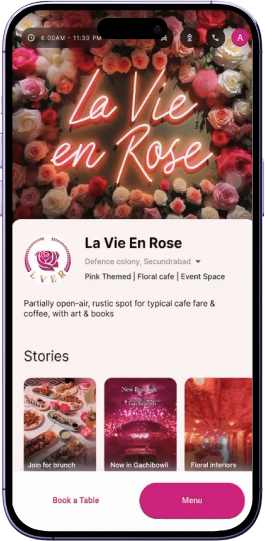 6:00AM - 11:30 PM
A
La Vie
en Rose
La Vie En Rose
LVER
Defence colony, Secundrabad
Pink Themed | Floral cafe | Event Space
Partially open-air, rustic spot for typical cafe fare &
coffee, with art & books
Stories
New Branch
Gachibowli
Join for brunch
Now in Gachibowli
Floral interiors
Book a Table
Menu